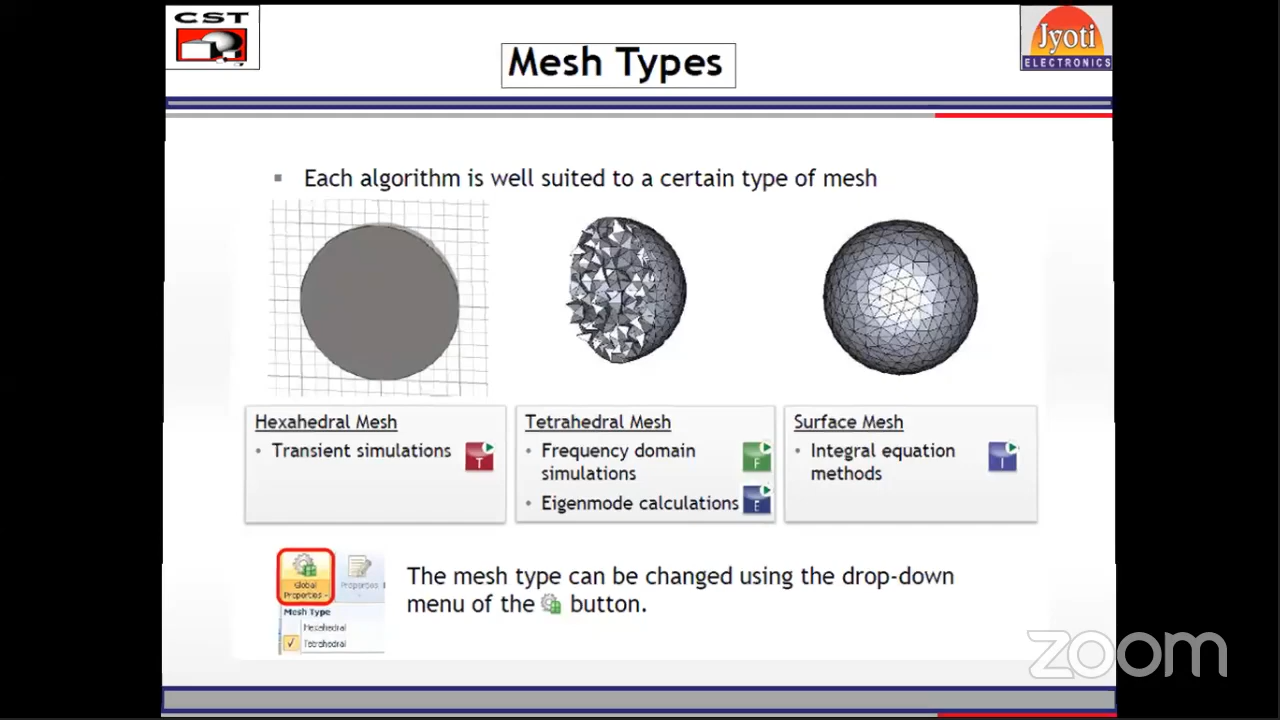 CST
Jyoti
ELECTRONICS
Mesh Types
▪ Each algorithm is well suited to a certain type of mesh
Hexahedral Mesh
• Transient simulations
T
Tetrahedral Mesh
• Frequency domain
simulations
F
• Eigenmode calculations
E
Surface Mesh
• Integral equation
methods
I
Global
Properties
Properties
Mesh Type
Hexahedral
Tetrahedral
The mesh type can be changed using the drop-down
menu of the button.
zoom